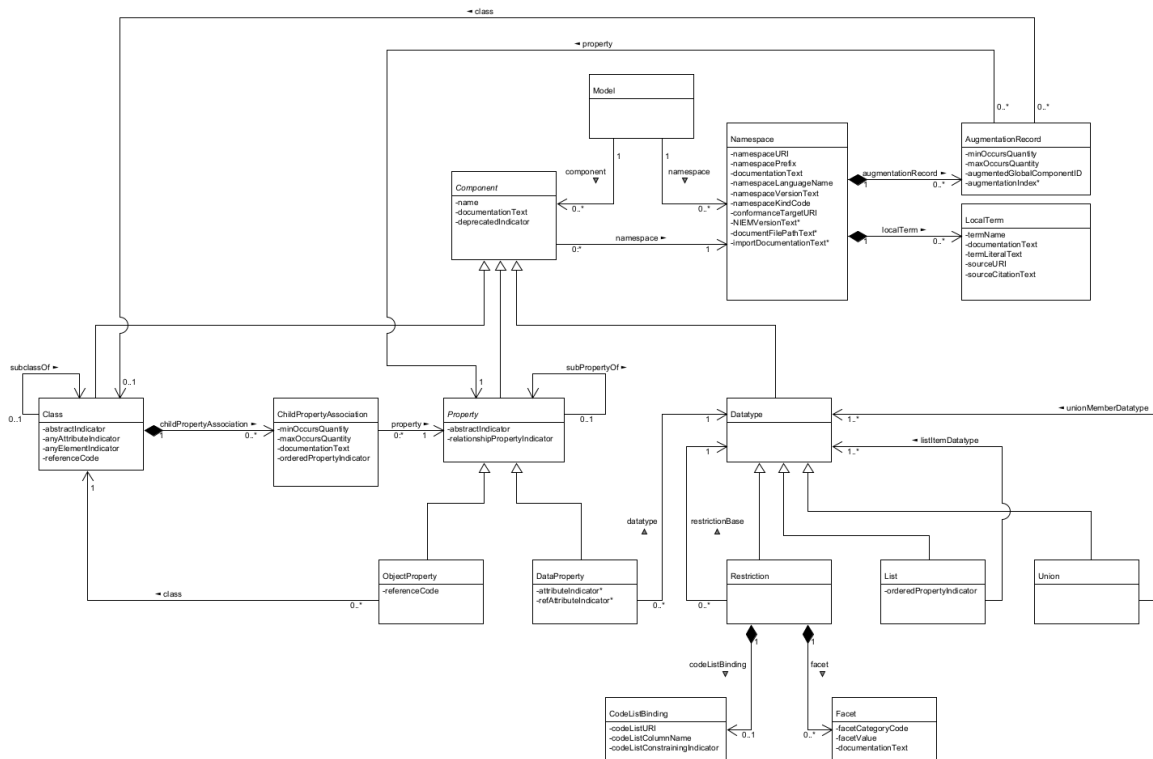 ◄ class
◄ property
Model
1
1
component
▼
namespace
▼
0..*
0..*
0..*
0..*
Namespace
-namespaceURI
-namespacePrefix
-documentationText
-namespaceLanguageName
-namespaceVersionText
-namespaceKindCode
-conformanceTargetURI
-NIEMVersionText*
-documentFilePathText*
-importDocumentationText*
augmentationRecord ►
1
0..*
AugmentationRecord
-minOccursQuantity
-maxOccursQuantity
-augmentedGlobalComponentID
-augmentationIndex*
localTerm ►
1
0..*
LocalTerm
-termName
-documentationText
-termLiteralText
-sourceURI
-sourceCitationText
Component
-name
-documentationText
-deprecatedIndicator
namespace ►
0:*
1
subclassOf ►
0..1
0..1
Class
-abstractIndicator
-anyAttributeIndicator
-anyElementIndicator
-referenceCode
1
childPropertyAssociation ►
1
0..*
ChildPropertyAssociation
-minOccursQuantity
-maxOccursQuantity
-documentationText
-orderedPropertyIndicator
property ►
0:*
1
1
subPropertyOf ►
0..1
Property
-abstractIndicator
-relationshipPropertyIndicator
Datatype
1
1
1..*
1..*
◄ unionMemberDatatype
◄ listItemDatatype
datatype
▲
restrictionBase
▲
ObjectProperty
-referenceCode
◄ class
0..*
DataProperty
-attributeIndicator*
-refAttributeIndicator*
0..*
0..*
Restriction
List
-orderedPropertyIndicator
Union
1
1
codeListBinding
▼
facet
▼
CodeListBinding
-codeListURI
-codeListColumnName
-codeListConstrainingIndicator
0..1
0..*
Facet
-facetCategoryCode
-facetValue
-documentationText